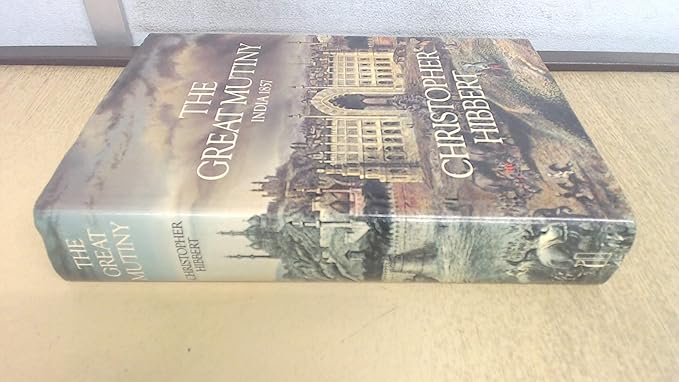 THE
GREAT MUTINY
INDIA 1857
CHRISTOPHER
HIBBERT
THE
GREAT
MUTINY
CHRISTOPHER
HIBBERT